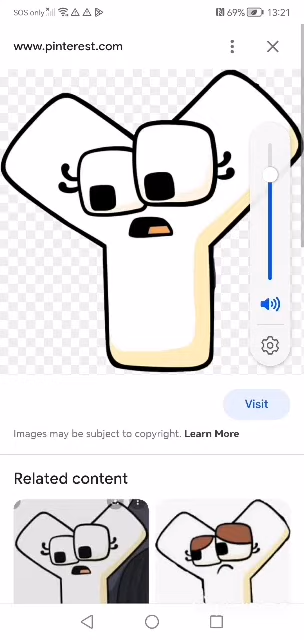 SOS only 69% 13:21
www.pinterest.com
Visit
Images may be subject to copyright. Learn More
Related content